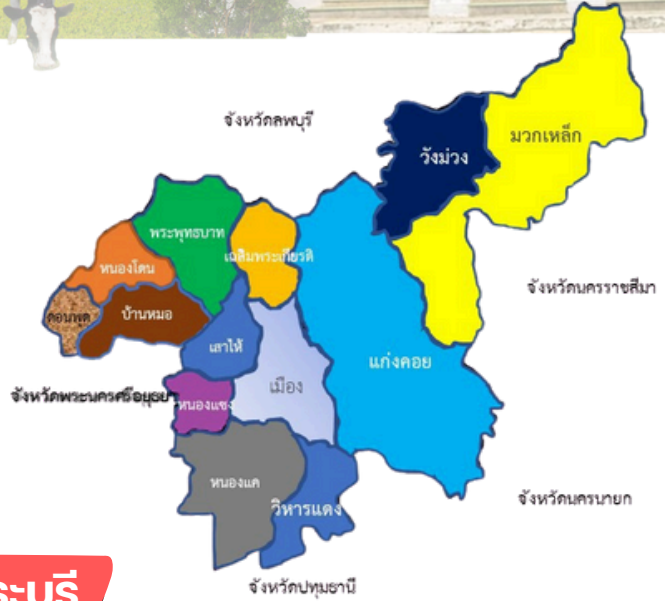 จังหวัดลพบุรี
มวกเหล็ก
วังม่วง
พระพุทธบาท
เฉลิมพระเกียรติ
หนองโดน
จังหวัดนครราชสีมา
ดอนพุด
บ้านหมอ
เสาไห้
แก่งคอย
เมือง
จังหวัดพระนครศรีอยุธยา
หนองแซง
หนองแค
วิหารแดง
จังหวัดนครนายก
จังหวัดปทุมธานี
ระบุรี